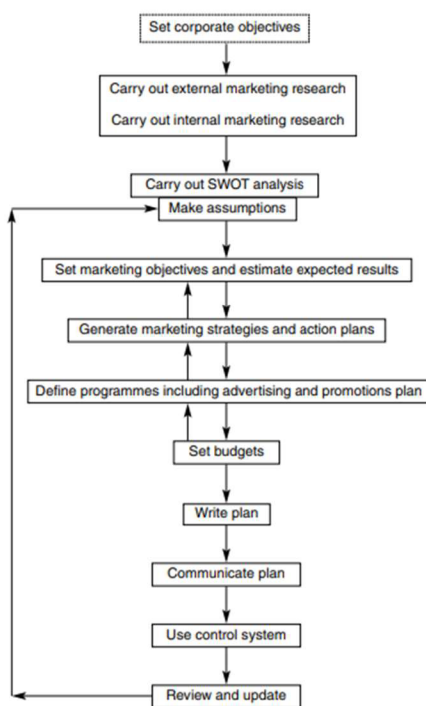 Set corporate objectives
Carry out external marketing research
Carry out internal marketing research
Carry out SWOT analysis
Make assumptions
Set marketing objectives and estimate expected results
Generate marketing strategies and action plans
Define programmes including advertising and promotions plan
Set budgets
Write plan
Communicate plan
Use control system
Review and update